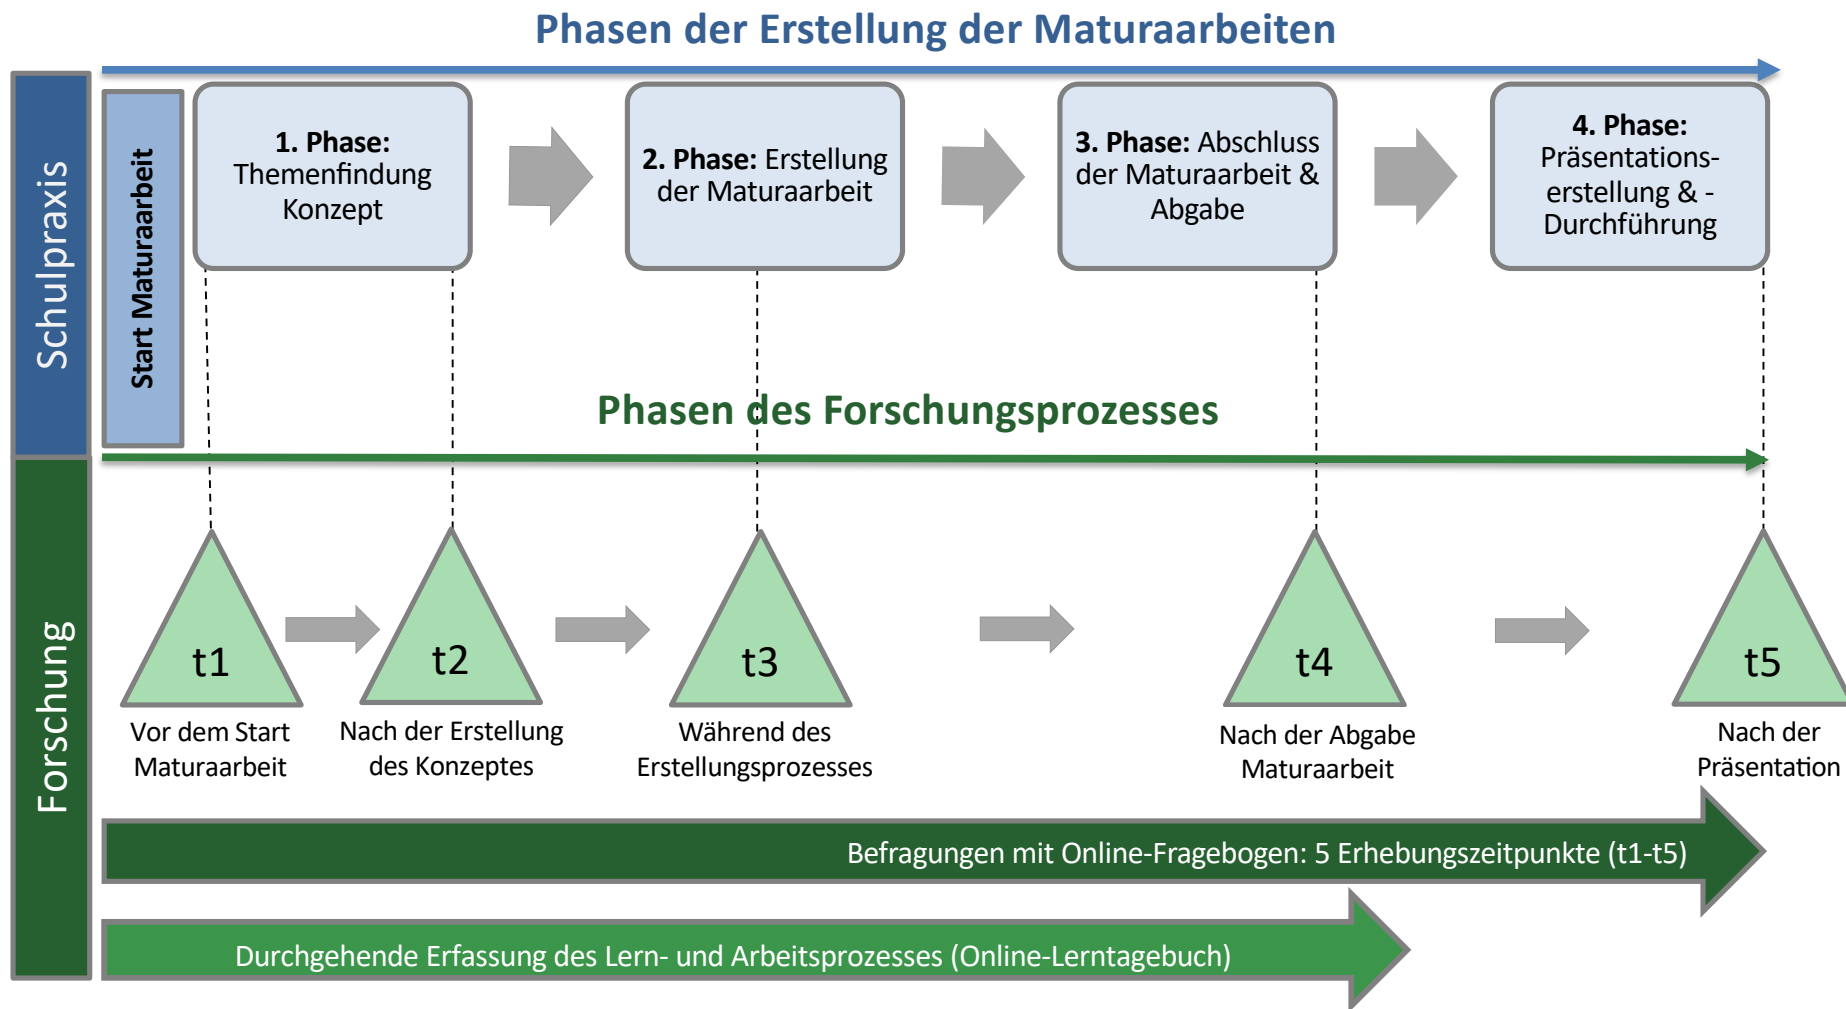 Phasen der Erstellung der Maturaarbeiten
Schulpraxis
Start Maturaarbeit
1. Phase:
Themenfindung
Konzept
2. Phase: Erstellung
der Maturaarbeit
3. Phase: Abschluss
der Maturaarbeit &
Abgabe
4. Phase:
Präsentations-
erstellung & -
Durchführung
Phasen des Forschungsprozesses
Forschung
t1
t2
t3
t4
t5
Vor dem Start
Maturaarbeit
Nach der Erstellung
des Konzeptes
Während des
Erstellungsprozesses
Nach der Abgabe
Maturaarbeit
Nach der
Präsentation
Befragungen mit Online-Fragebogen: 5 Erhebungszeitpunkte (t1-t5)
Durchgehende Erfassung des Lern- und Arbeitsprozesses (Online-Lerntagebuch)